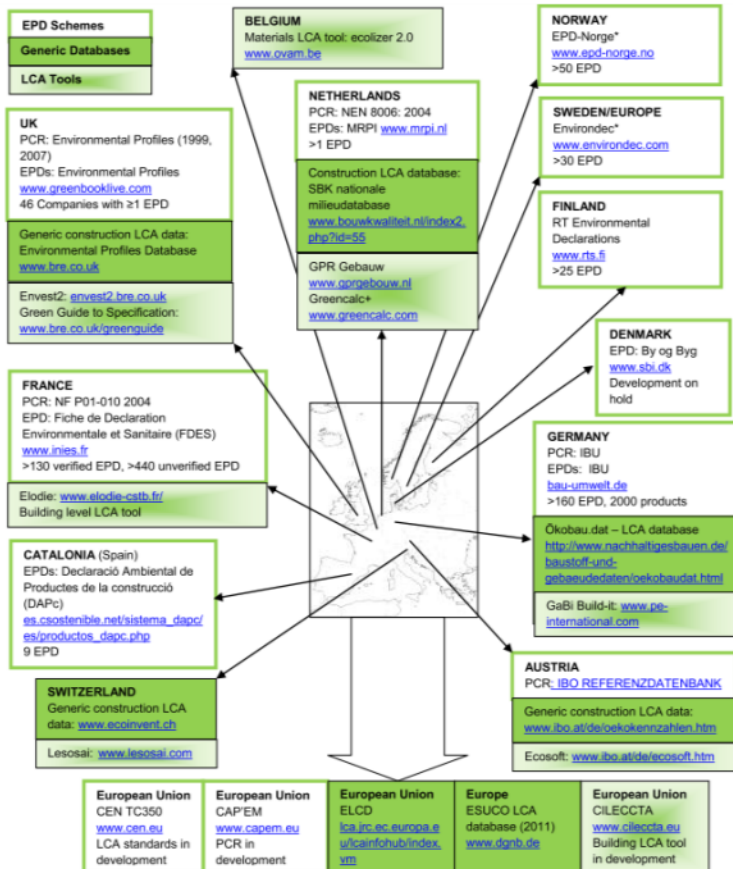 EPD Schemes
Generic Databases
LCA Tools
BELGIUM
Materials LCA tool: ecolizer 2.0
www.ovam.be
NORWAY
EPD-Norge*
www.epd-norge.no
>50 EPD
UK
PCR: Environmental Profiles (1999,
2007)
EPDs: Environmental Profiles
www.greenbooklive.com
46 Companies with ≥1 EPD
Generic construction LCA data:
Environmental Profiles Database
www.bre.co.uk
Envest2: envest2.bre.co.uk
Green Guide to Specification:
www.bre.co.uk/greenguide
NETHERLANDS
PCR: NEN 8006: 2004
EPDs: MRPI www.mrpi.nl
>1 EPD
Construction LCA database:
SBK nationale
milieudatabase
www.bouwkwaliteit.nl/index2.
php?id=55
GPR Gebauw
www.gprgebouw.nl
Greencalc+
www.greencalc.com
SWEDEN/EUROPE
Environdec*
www.environdec.com
>30 EPD
FINLAND
RT Environmental
Declarations
www.rts.fi
>25 EPD
DENMARK
EPD: By og Byg
www.sbi.dk
Development on
hold
FRANCE
PCR: NF P01-010 2004
EPD: Fiche de Declaration
Environmentale et Sanitaire (FDES)
www.inies.fr
>130 verified EPD, >440 unverified EPD
Elodie: www.elodie-cstb.fr/
Building level LCA tool
GERMANY
PCR: IBU
EPDs: IBU
bau-umwelt.de
>160 EPD, 2000 products
Ökobau.dat – LCA database
http://www.nachhaltigesbauen.de/
baustoff-und-
gebaeudedaten/oekobaudat.html
GaBi Build-it: www.pe-
international.com
CATALONIA (Spain)
EPDs: Declaració Ambiental de
Productes de la construcció
(DAPc)
es.csostenible.net/sistema_dapc/
es/productos_dapc.php
9 EPD
SWITZERLAND
Generic construction LCA
data: www.ecoinvent.ch
Lesosai: www.lesosai.com
AUSTRIA
PCR: IBO REFERENZDATENBANK
Generic construction LCA data:
www.ibo.at/de/oekokennzahlen.htm
Ecosoft: www.ibo.at/de/ecosoft.htm
European Union
CEN TC350
www.cen.eu
LCA standards in
development
European Union
CAP'EM
www.capem.eu
PCR in
development
European Union
ELCD
lca.jrc.ec.europa.e
u/lcainfohub/index.
vm
Europe
ESUCO LCA
database (2011)
www.dgnb.de
European Union
CILECCTA
www.cileccta.eu
Building LCA tool
in development